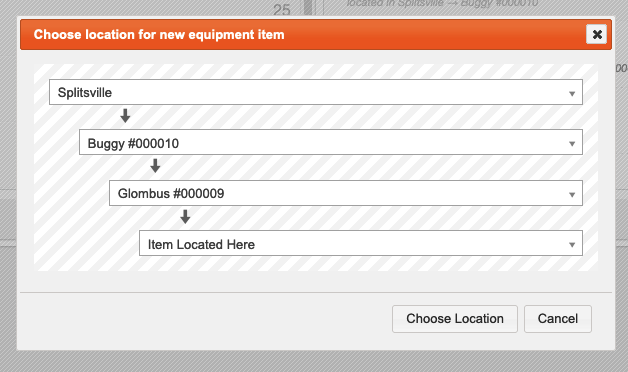 25
located in Splitsville → Buggy #000010
Choose location for new equipment item
Splitsville
Buggy #000010
Glombus #000009
Item Located Here
Choose Location
Cancel